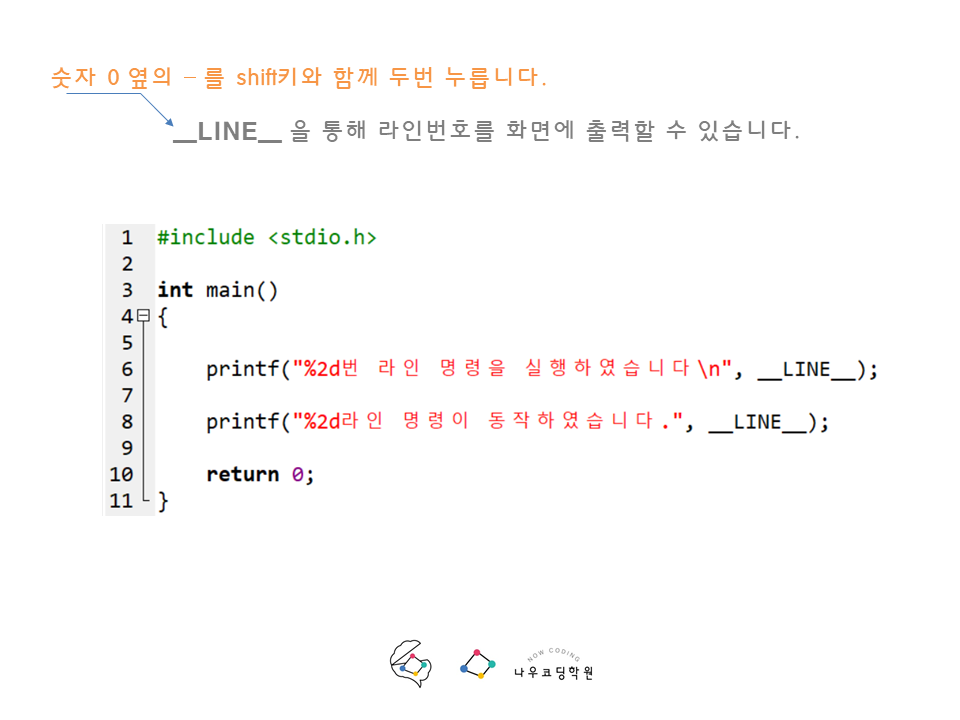 숫자 0 옆의 – 를 shift키와 함께 두번 누릅니다.
__LINE__ 을 통해 라인번호를 화면에 출력할 수 있습니다.
1 #include <stdio.h>
2
3 int main()
4 {
5
6 printf("%2d번 라인 명령을 실행하였습니다\n", __LINE__);
7
8 printf("%2d라인 명령이 동작하였습니다.", __LINE__);
9
10 return 0;
11 }
NOW CODING
나우코딩학원